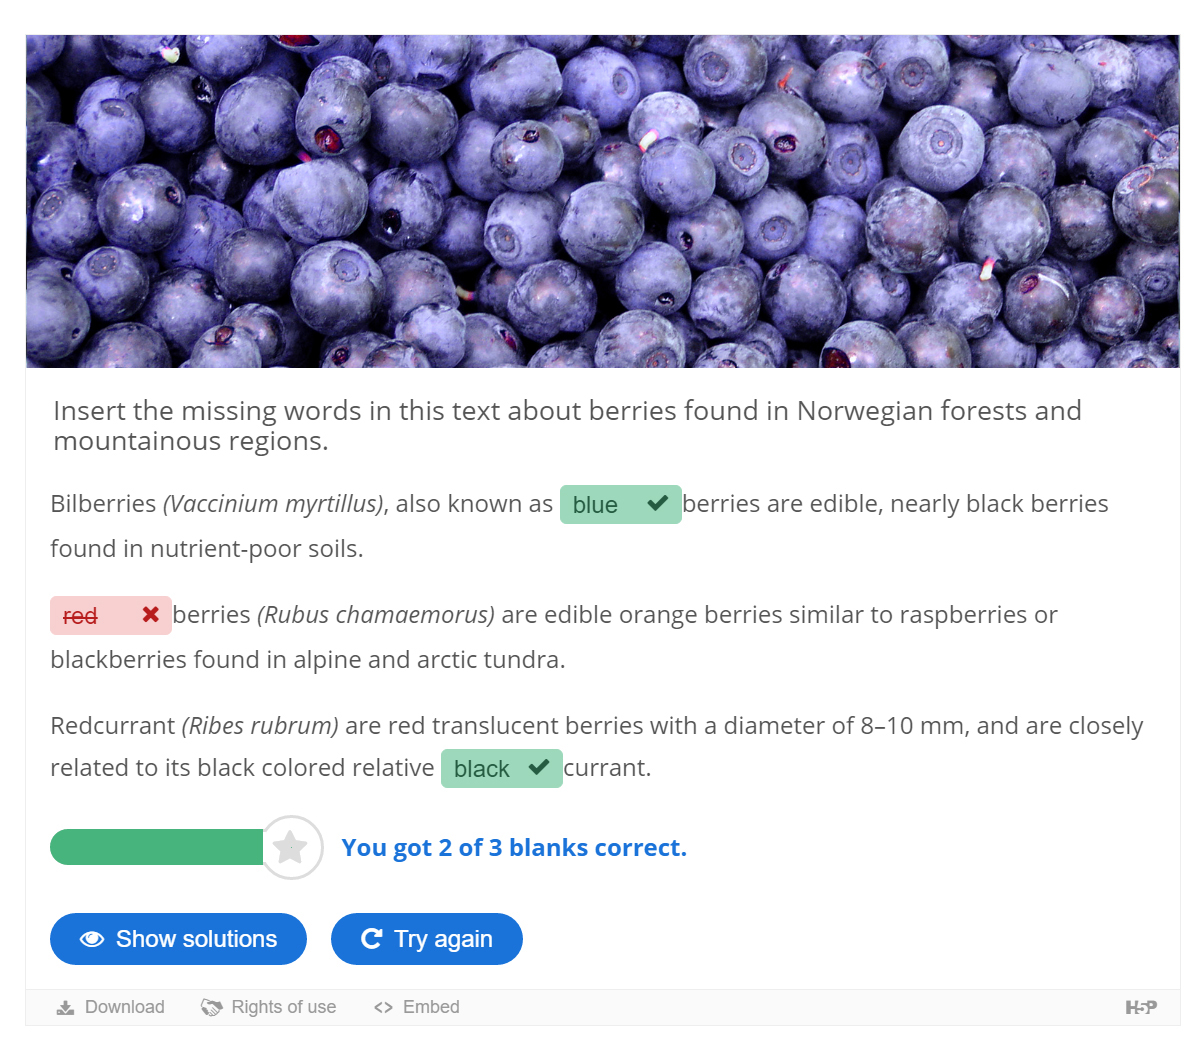 Insert the missing words in this text about berries found in Norwegian forests and
mountainous regions.
Bilberries (Vaccinium myrtillus), also known as blue berries are edible, nearly black berries
found in nutrient-poor soils.
red berries (Rubus chamaemorus) are edible orange berries similar to raspberries or
blackberries found in alpine and arctic tundra.
Redcurrant (Ribes rubrum) are red translucent berries with a diameter of 8–10 mm, and are closely
related to its black colored relative black currant.
You got 2 of 3 blanks correct.
Show solutions Try again
Download Rights of use <> Embed H5P